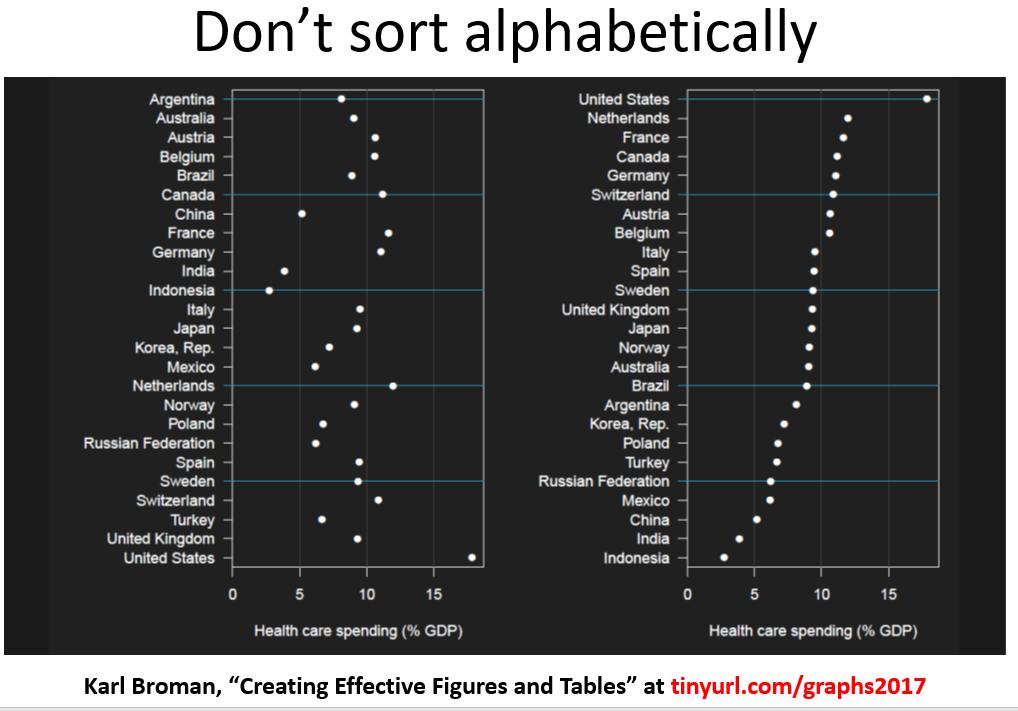 Don't sort alphabetically
Argentina
Australia
Austria
Belgium
Brazil
Canada
China
France
Germany
India
Indonesia
Italy
Japan
Korea, Rep.
Mexico
Netherlands
Norway
Poland
Russian Federation
Spain
Sweden
Switzerland
Turkey
United Kingdom
United States
0 5 10 15
Health care spending (% GDP)
United States
Netherlands
France
Canada
Germany
Switzerland
Austria
Belgium
Italy
Spain
Sweden
United Kingdom
Japan
Norway
Australia
Brazil
Argentina
Korea, Rep.
Poland
Turkey
Russian Federation
Mexico
China
India
Indonesia
0 5 10 15
Health care spending (% GDP)
Karl Broman, “Creating Effective Figures and Tables” at tinyurl.com/graphs2017